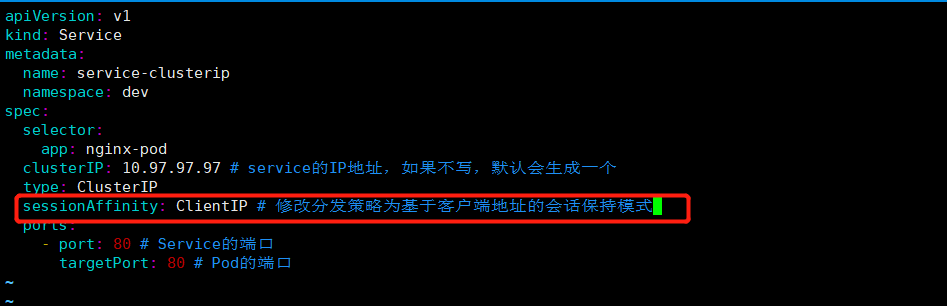 apiVersion: v1
kind: Service
metadata:
  name: service-clusterip
  namespace: dev
spec:
  selector:
    app: nginx-pod
  clusterIP: 10.97.97.97 # service的IP地址，如果不写，默认会生成一个
  type: ClusterIP
  sessionAffinity: ClientIP # 修改分发策略为基于客户端地址的会话保持模式
  ports:
    - port: 80 # Service的端口
      targetPort: 80 # Pod的端口
~
~